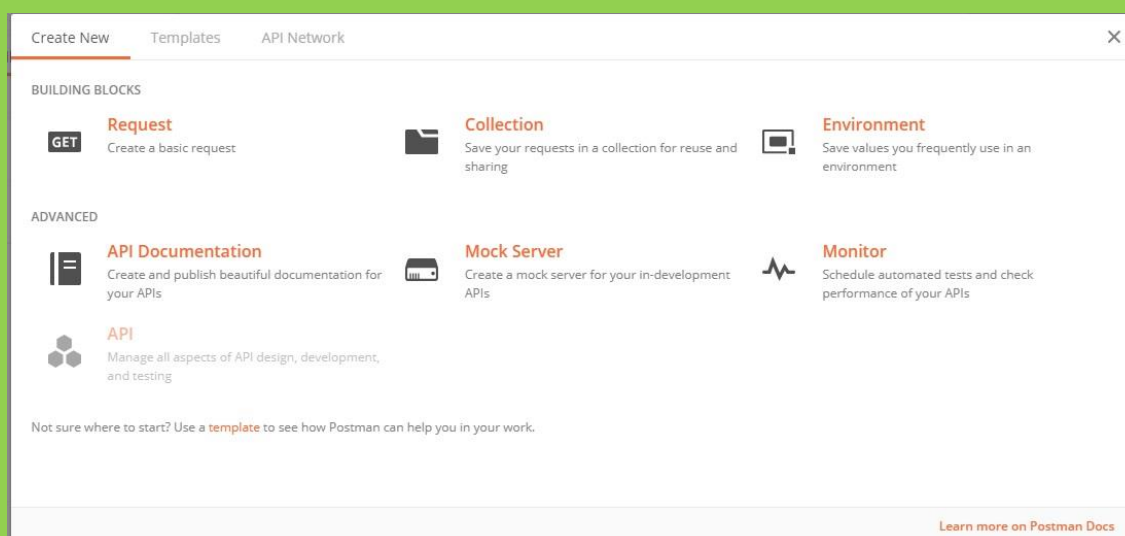 Create New Templates API Network
BUILDING BLOCKS
GET
Request
Create a basic request
Collection
Save your requests in a collection for reuse and
sharing
Environment
Save values you frequently use in an
environment
ADVANCED
API Documentation
Create and publish beautiful documentation for
your APIs
Mock Server
Create a mock server for your in-development
APIs
Monitor
Schedule automated tests and check
performance of your APIs
API
Manage all aspects of API design, development,
and testing
Not sure where to start? Use a template to see how Postman can help you in your work.
Learn more on Postman Docs